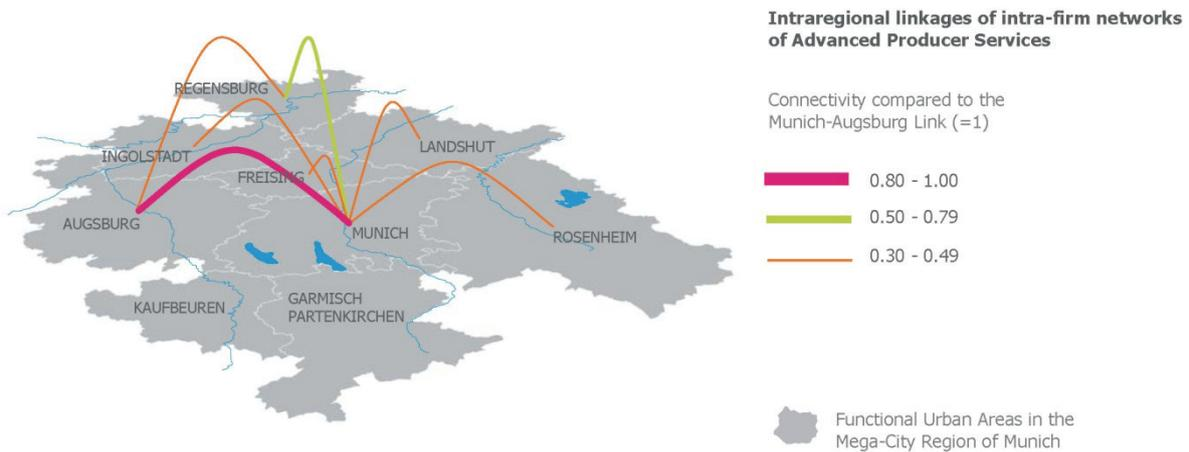 Intraregional linkages of intra-firm networks
of Advanced Producer Services
Connectivity compared to the
Munich-Augsburg Link (=1)
0.80 - 1.00
0.50 - 0.79
0.30 - 0.49
REGENSBURG
INGOLSTADT
LANDSHUT
FREISING
AUGSBURG
MUNICH
ROSENHEIM
KAUFBEUREN
GARMISCH
PARTENKIRCHEN
Functional Urban Areas in the
Mega-City Region of Munich